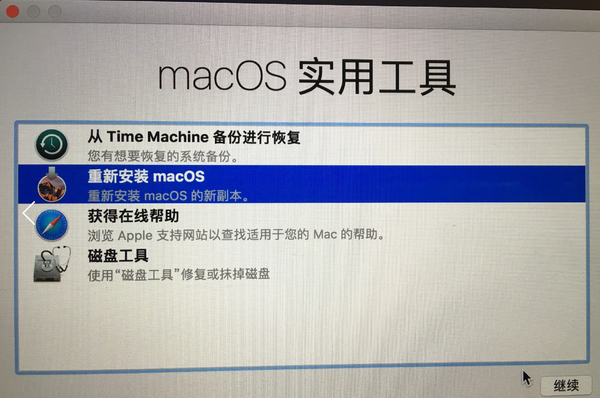 macOS 实用工具
从 Time Machine 备份进行恢复
您有想要恢复的系统备份。
重新安装 macOS
重新安装 macOS 的新副本。
获得在线帮助
浏览 Apple 支持网站以查找适用于您的 Mac 的帮助。
磁盘工具
使用“磁盘工具”修复或抹掉磁盘
继续